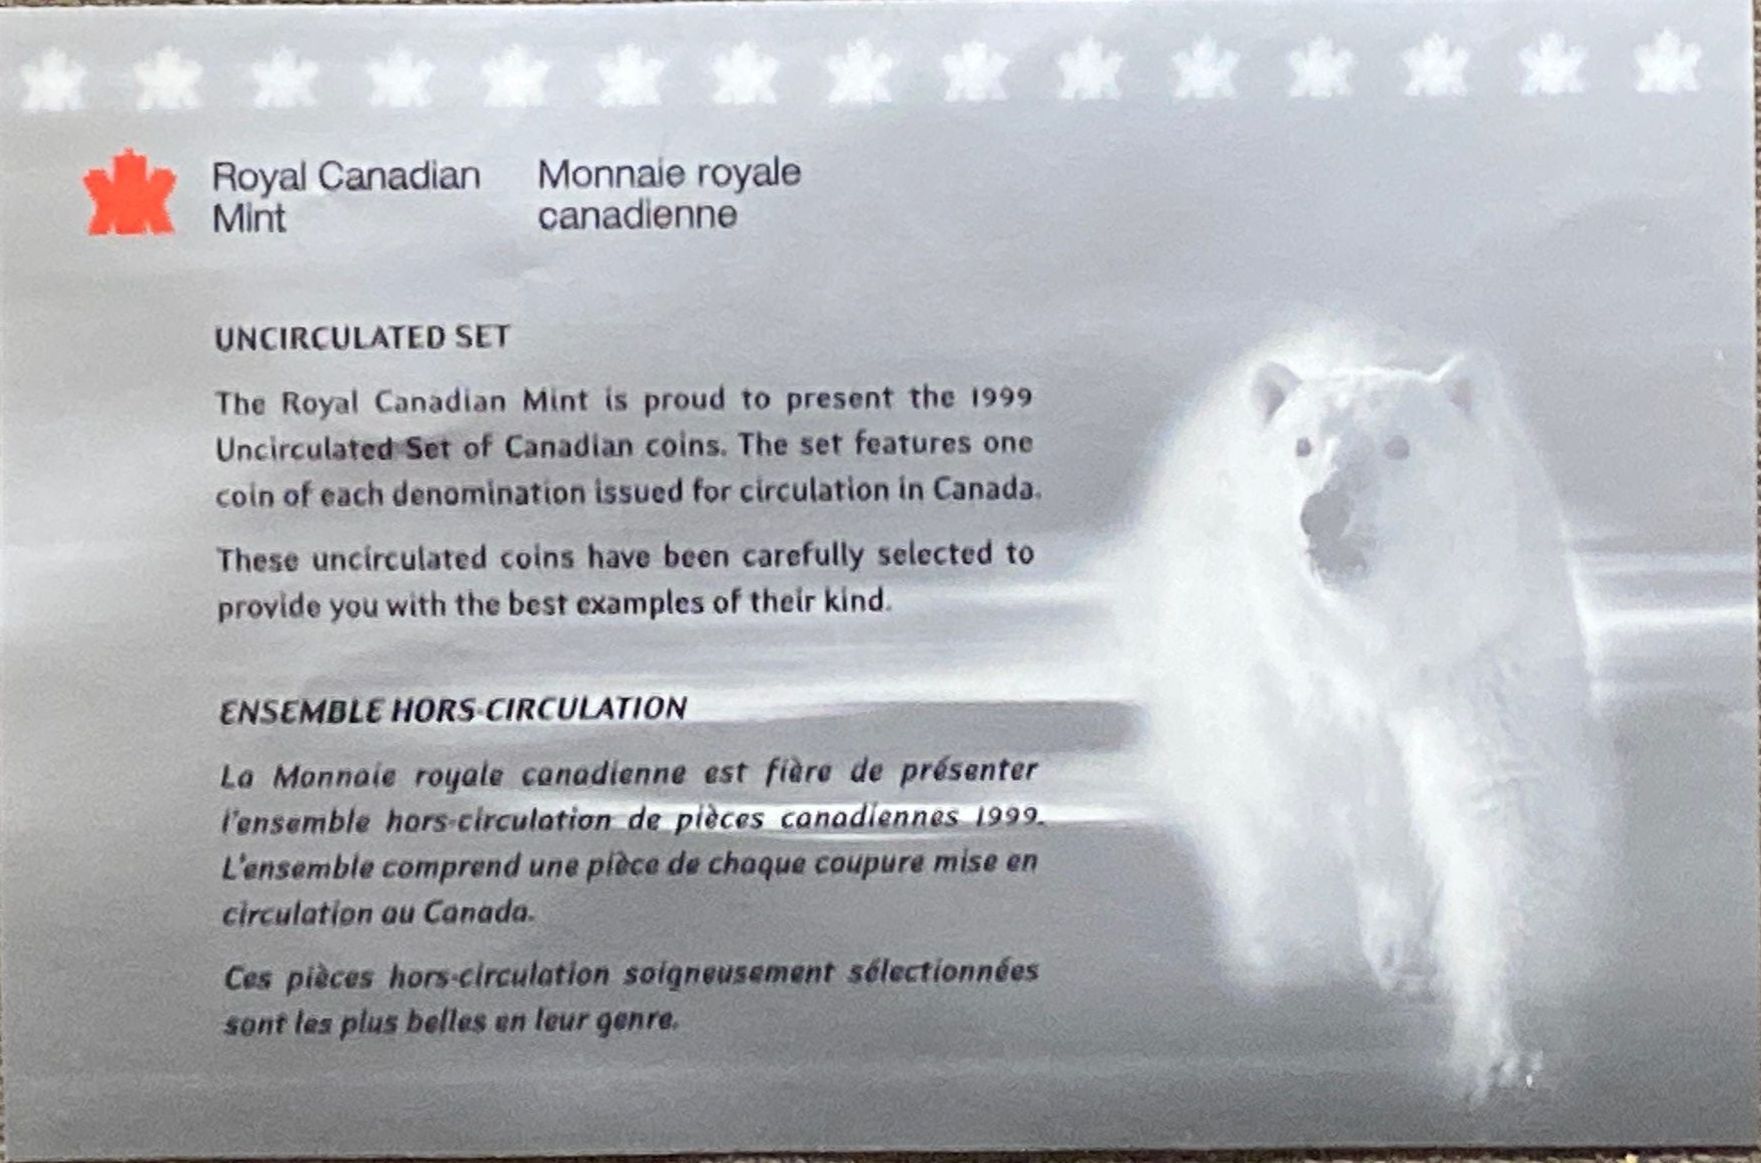 Royal Canadian
Mint
Monnaie royale
canadienne
UNCIRCULATED SET
The Royal Canadian Mint is proud to present the 1999
Uncirculated Set of Canadian coins. The set features one
coin of each denomination issued for circulation in Canada.
These uncirculated coins have been carefully selected to
provide you with the best examples of their kind.
ENSEMBLE HORS-CIRCULATION
La Monnaie royale canadienne est fière de présenter
l'ensemble hors-circulation de pièces canadiennes 1999.
L'ensemble comprend une pièce de chaque coupure mise en
circulation au Canada.
Ces pièces hors-circulation soigneusement sélectionnées
sont les plus belles en leur genre.